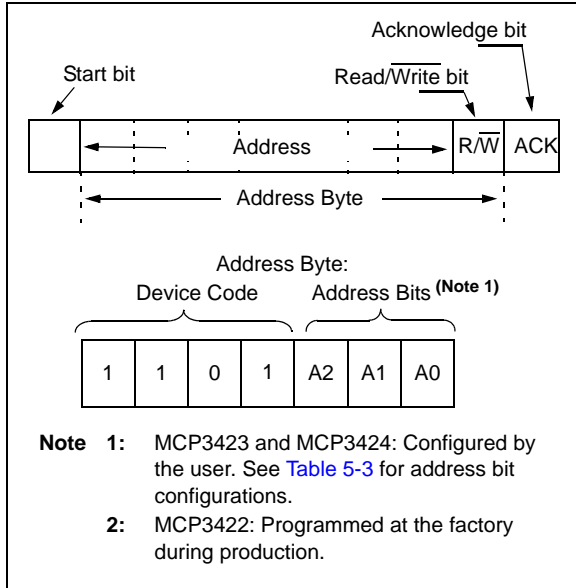 Acknowledge bit
Start bit
Read/Write bit
Address
R/W
ACK
Address Byte
Address Byte:
Device Code
Address Bits (Note 1)
1 1 0 1 A2 A1 A0
Note 1: MCP3423 and MCP3424: Configured by
the user. See Table 5-3 for address bit
configurations.
2: MCP3422: Programmed at the factory
during production.